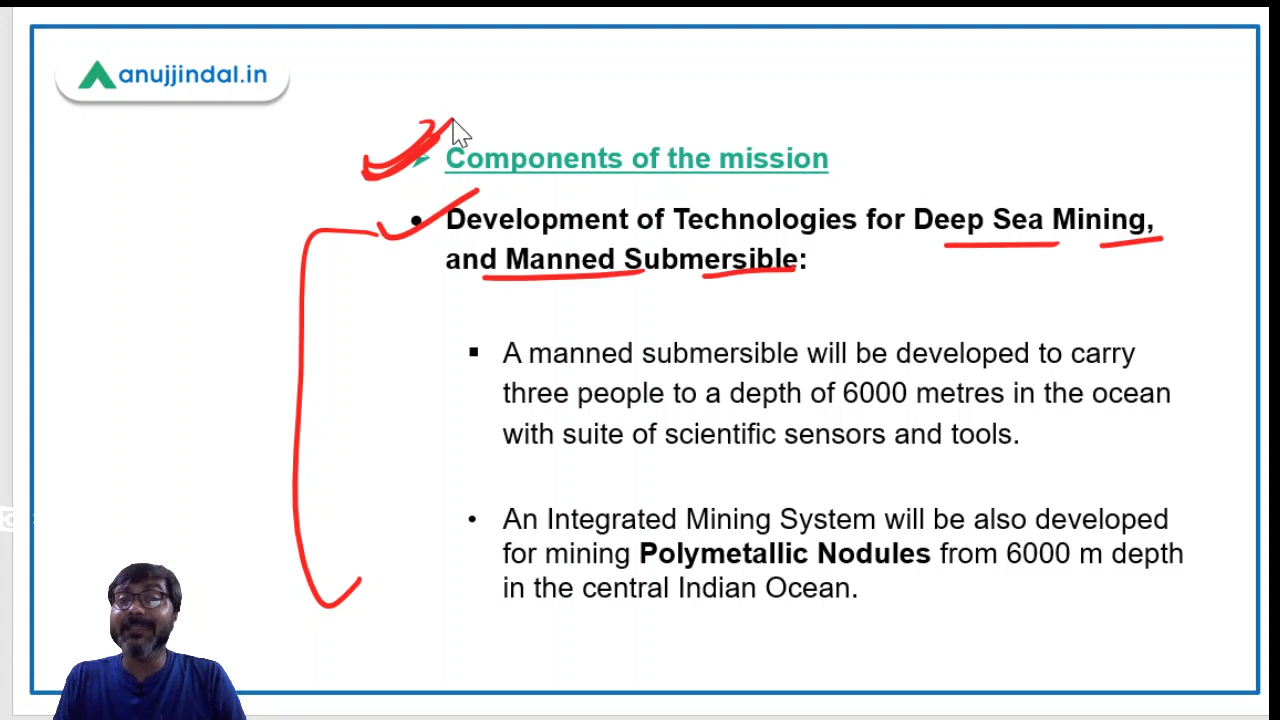 anujjindal.in
Components of the mission
• Development of Technologies for Deep Sea Mining,
and Manned Submersible:
▪ A manned submersible will be developed to carry
three people to a depth of 6000 metres in the ocean
with suite of scientific sensors and tools.
• An Integrated Mining System will be also developed
for mining Polymetallic Nodules from 6000 m depth
in the central Indian Ocean.